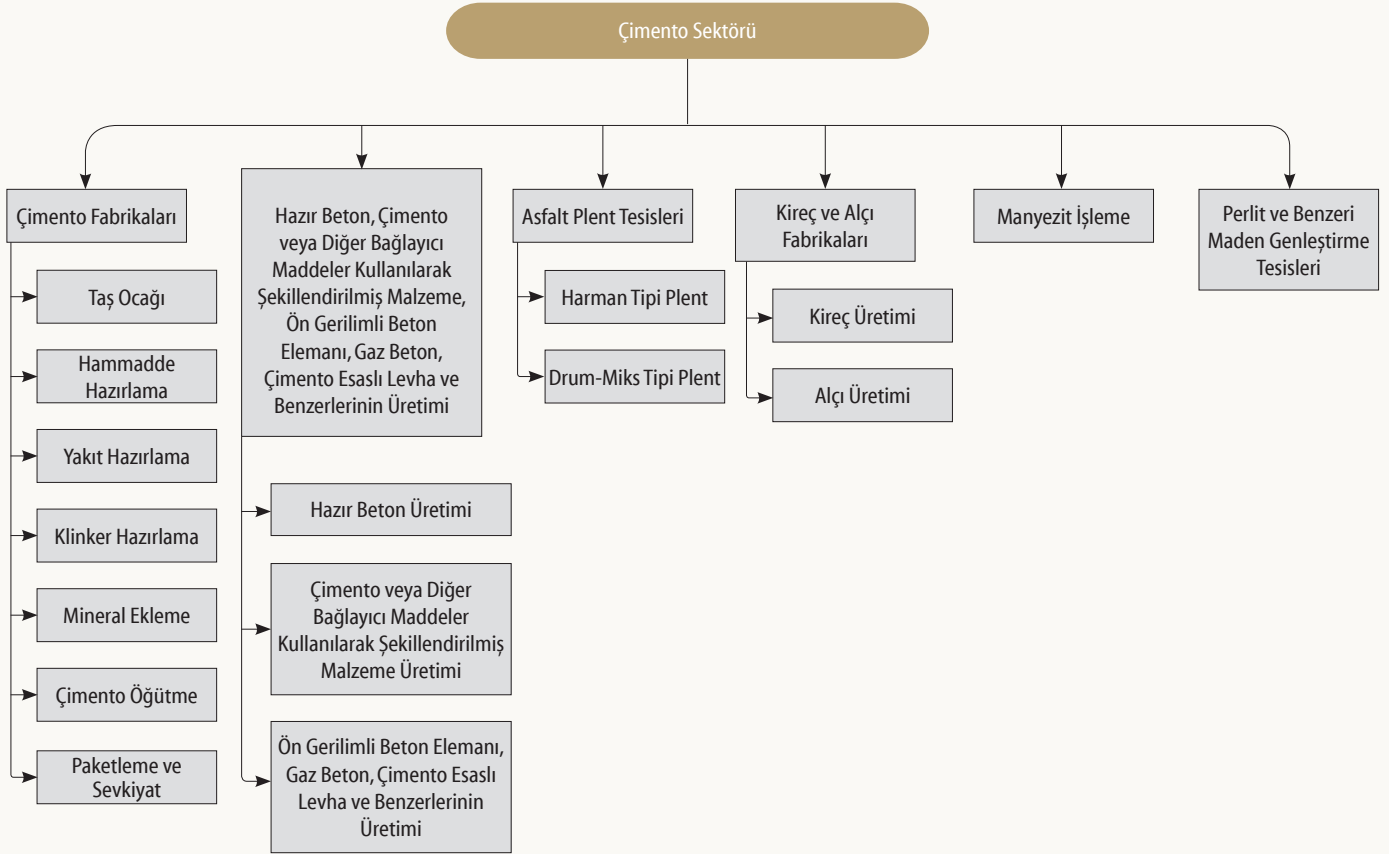 Çimento Sektörü
Çimento Fabrikaları
Taş Ocağı
Hammadde
Hazırlama
Yakıt Hazırlama
Klinker Hazırlama
Mineral Ekleme
Çimento Öğütme
Paketleme ve
Sevkiyat
Hazır Beton, Çimento
veya Diğer Bağlayıcı
Maddeler Kullanılarak
Şekillendirilmiş Malzeme,
Ön Gerilimli Beton
Elemanı, Gaz Beton,
Çimento Esaslı Levha ve
Benzerlerinin Üretimi
Hazır Beton Üretimi
Çimento veya Diğer
Bağlayıcı Maddeler
Kullanılarak Şekillendirilmiş
Malzeme Üretimi
Ön Gerilimli Beton Elemanı,
Gaz Beton, Çimento Esaslı
Levha ve Benzerlerinin
Üretimi
Asfalt Plent Tesisleri
Harman Tipi Plent
Drum-Miks Tipi Plent
Kireç ve Alçı
Fabrikaları
Kireç Üretimi
Alçı Üretimi
Manyezit İşleme
Perlit ve Benzeri
Maden Genleştirme
Tesisleri